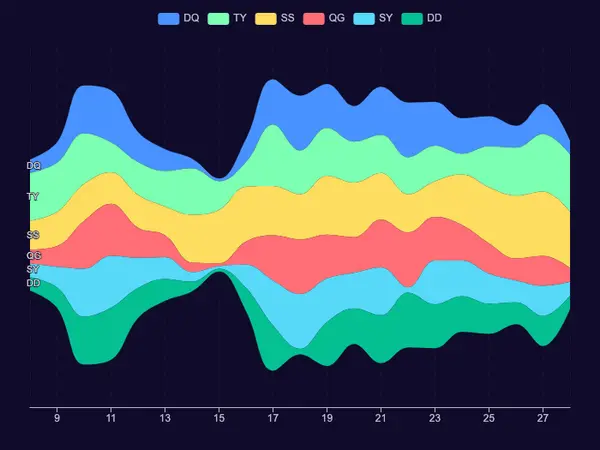 DQ TY SS QG SY DD
DQ
TY
SS
QG
SY
DD
9 11 13 15 17 19 21 23 25 27